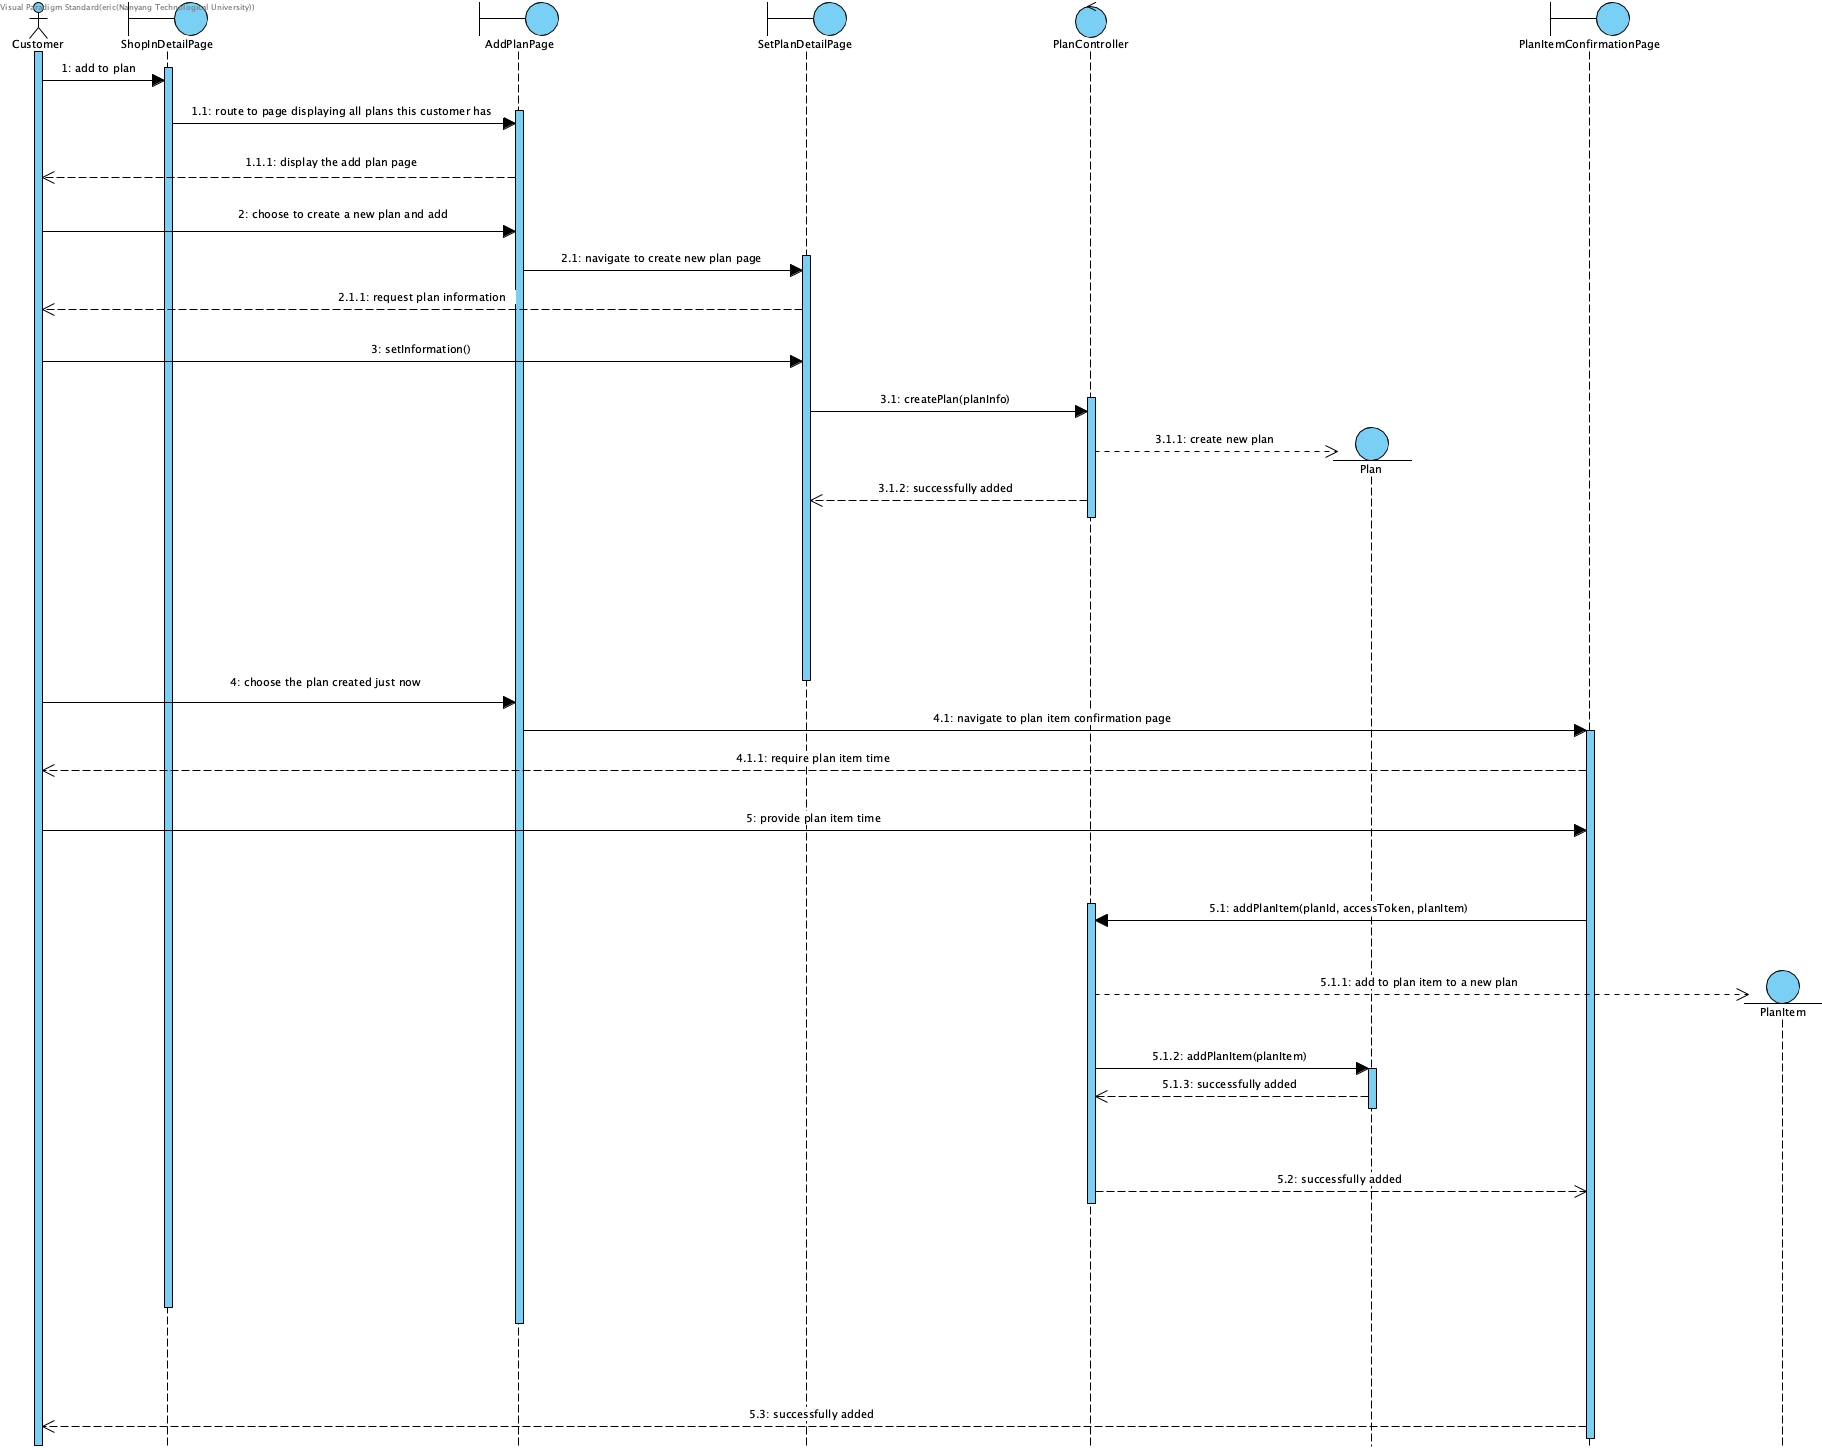 Visual Paradigm Standard(eric(Nanyang Technological University))
Customer
ShopInDetailPage
AddPlanPage
SetPlanDetailPage
PlanController
PlanItemConfirmationPage
1: add to plan
1.1: route to page displaying all plans this customer has
1.1.1: display the add plan page
2: choose to create a new plan and add
2.1: navigate to create new plan page
2.1.1: request plan information
3: setInformation()
3.1: createPlan(planInfo)
3.1.1: create new plan
Plan
3.1.2: successfully added
4: choose the plan created just now
4.1: navigate to plan item confirmation page
4.1.1: require plan item time
5: provide plan item time
5.1: addPlanItem(planId, accessToken, planItem)
5.1.1: add to plan item to a new plan
PlanItem
5.1.2: addPlanItem(planItem)
5.1.3: successfully added
5.2: successfully added
5.3: successfully added